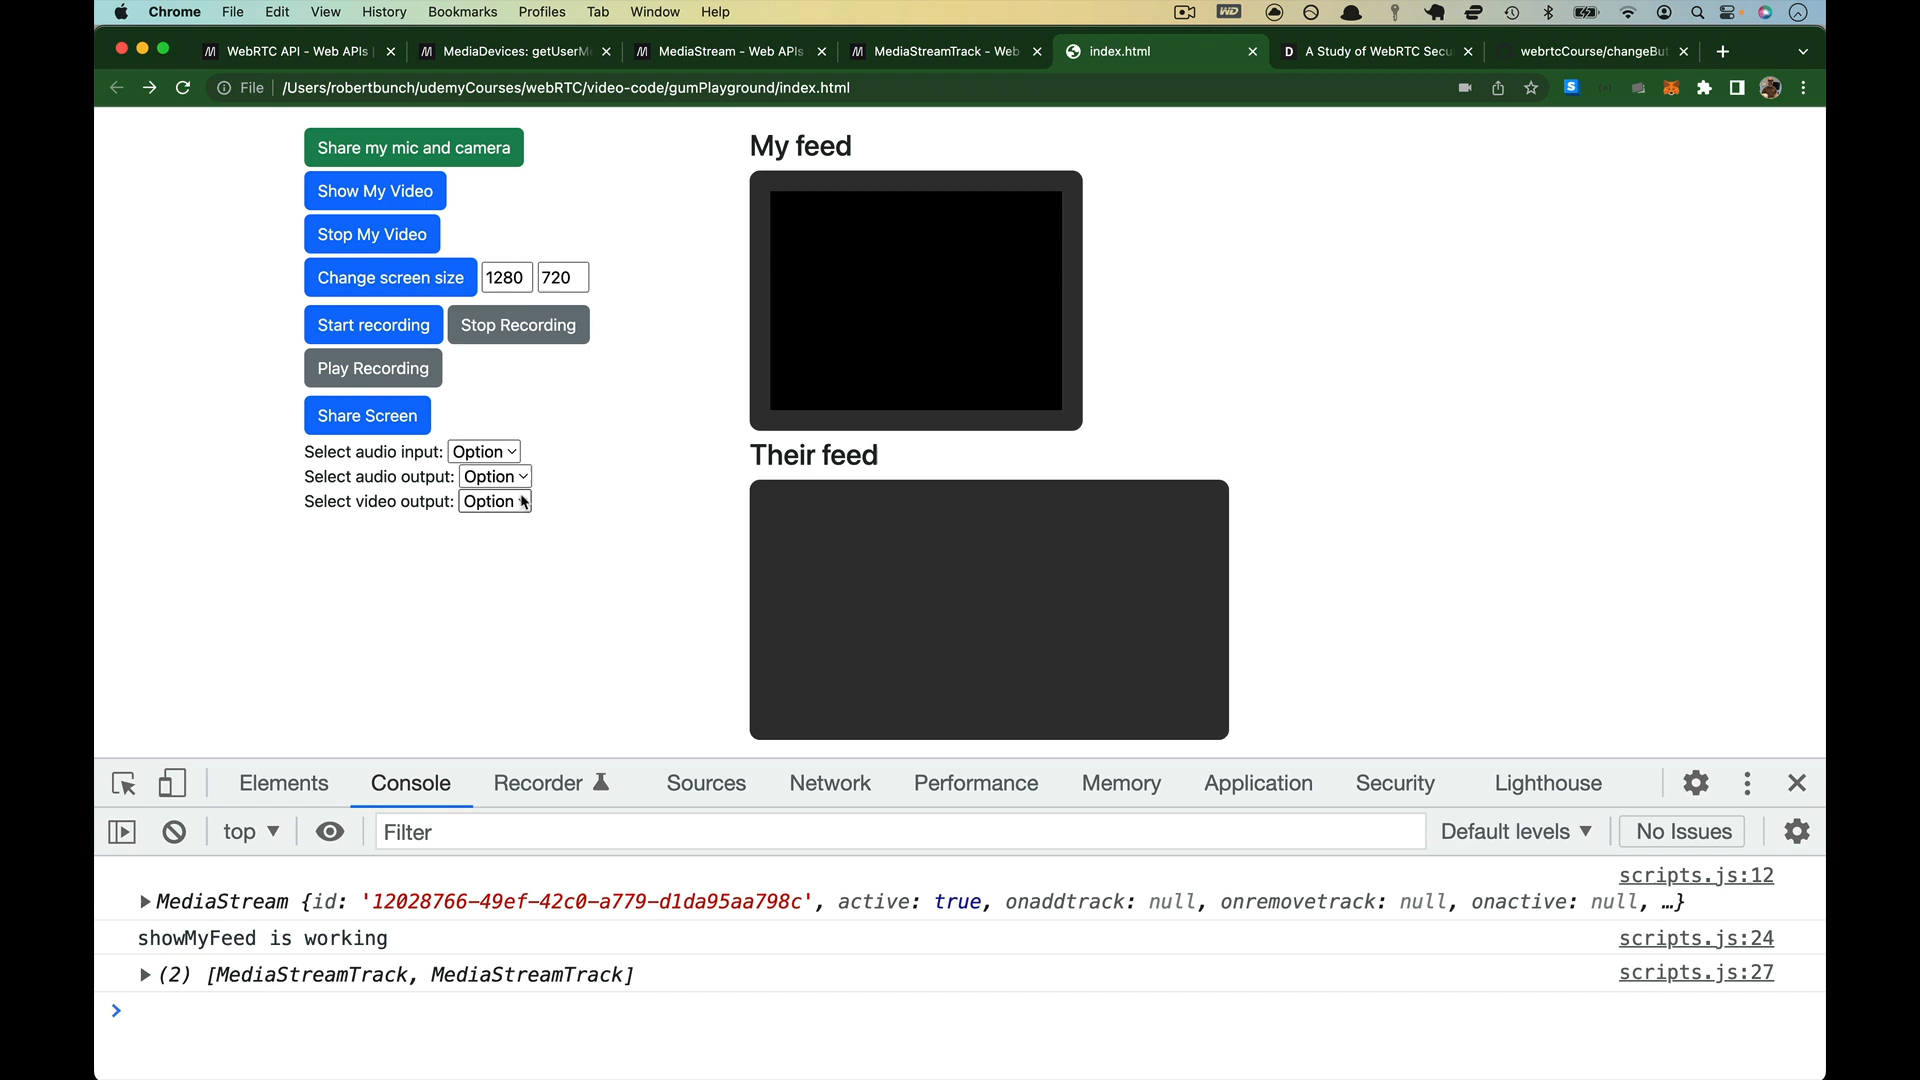 Chrome File Edit View History Bookmarks Profiles Tab Window Help
WebRTC API - Web APIs
MediaDevices: getUserM
MediaStream - Web APIs
MediaStreamTrack - Web
index.html
A Study of WebRTC Secu
webrtcCourse/changeBut
File /Users/robertbunch/udemyCourses/webRTC/video-code/gumPlayground/index.html
Share my mic and camera
Show My Video
Stop My Video
Change screen size 1280 720
Start recording Stop Recording
Play Recording
Share Screen
Select audio input: Option
Select audio output: Option
Select video output: Option
My feed
Their feed
Elements Console Recorder Sources Network Performance Memory Application Security Lighthouse
top Filter Default levels No Issues
scripts.js:12
MediaStream {id: '12028766-49ef-42c0-a779-d1da95aa798c', active: true, onaddtrack: null, onremovetrack: null, onactive: null, …}
showMyFeed is working scripts.js:24
(2) [MediaStreamTrack, MediaStreamTrack] scripts.js:27